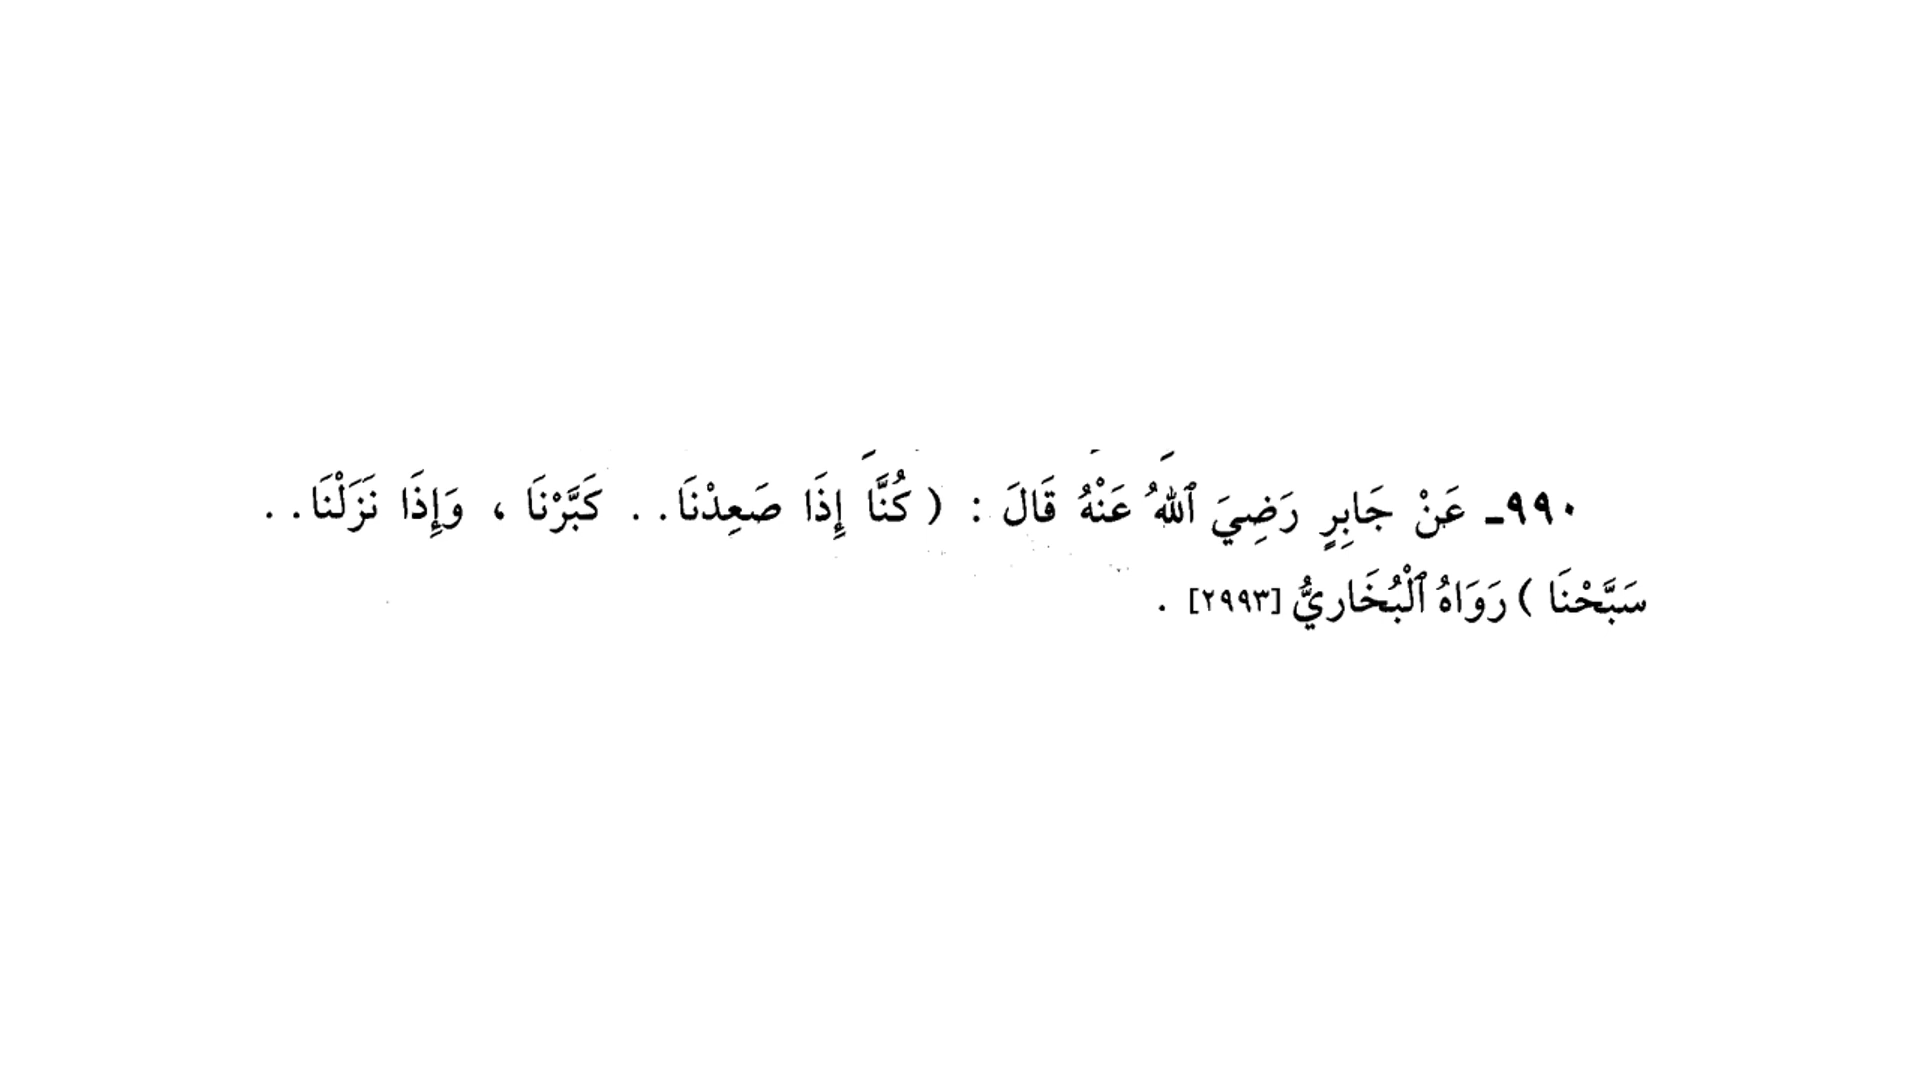 ٩٩٠ـ عَنْ جَابِرٍ رَضِيَ ٱللهُ عَنْهُ قَالَ : ( كُنَّا إِذَا صَعِدْنَا . . كَبَّرْنَا ، وَإِذَا نَزَلْنَا . .
سَبَّحْنَا ) رَوَاهُ ٱلْبُخَارِيُّ [٢٩٩٣] .